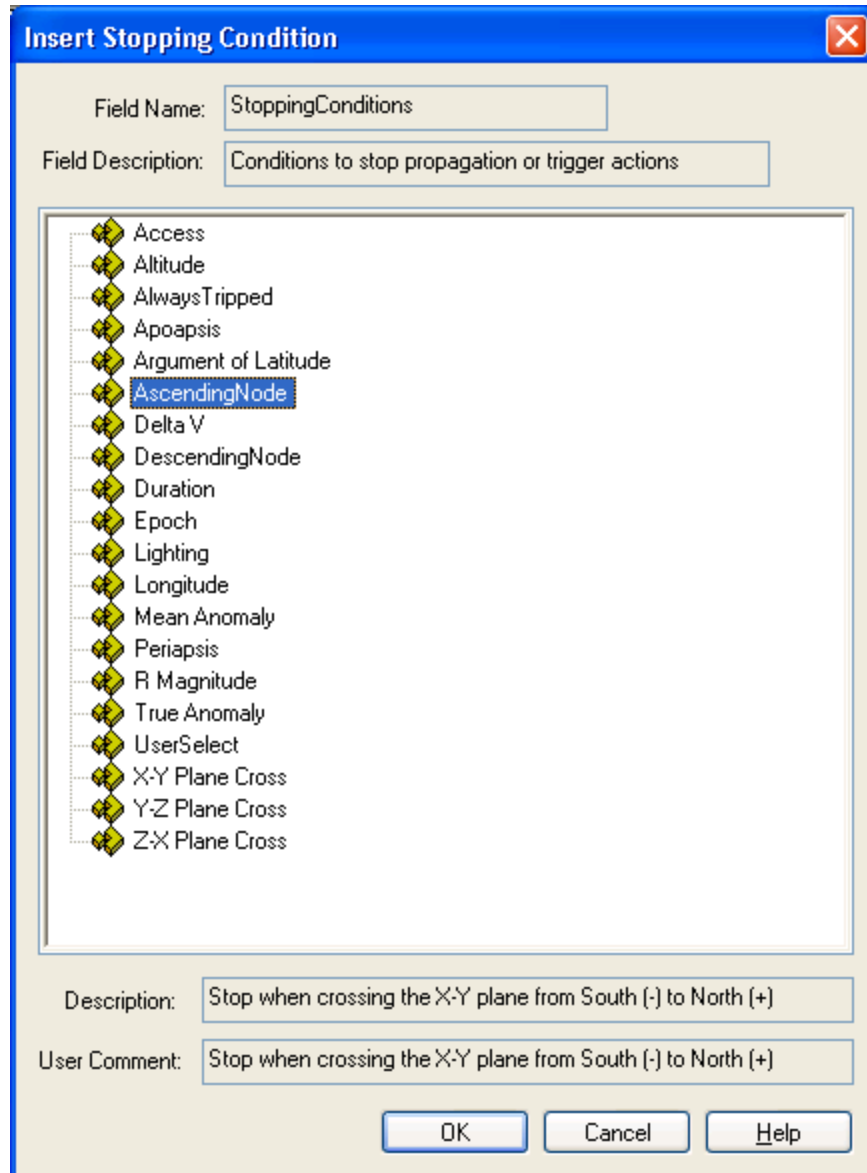 Insert Stopping Condition
Field Name: StoppingConditions
Field Description: Conditions to stop propagation or trigger actions
Access
Altitude
AlwaysTripped
Apoapsis
Argument of Latitude
AscendingNode
Delta V
DescendingNode
Duration
Epoch
Lighting
Longitude
Mean Anomaly
Periapsis
R Magnitude
True Anomaly
UserSelect
X-Y Plane Cross
Y-Z Plane Cross
Z-X Plane Cross
Description: Stop when crossing the X-Y plane from South (-) to North (+)
User Comment: Stop when crossing the X-Y plane from South (-) to North (+)
OK Cancel Help